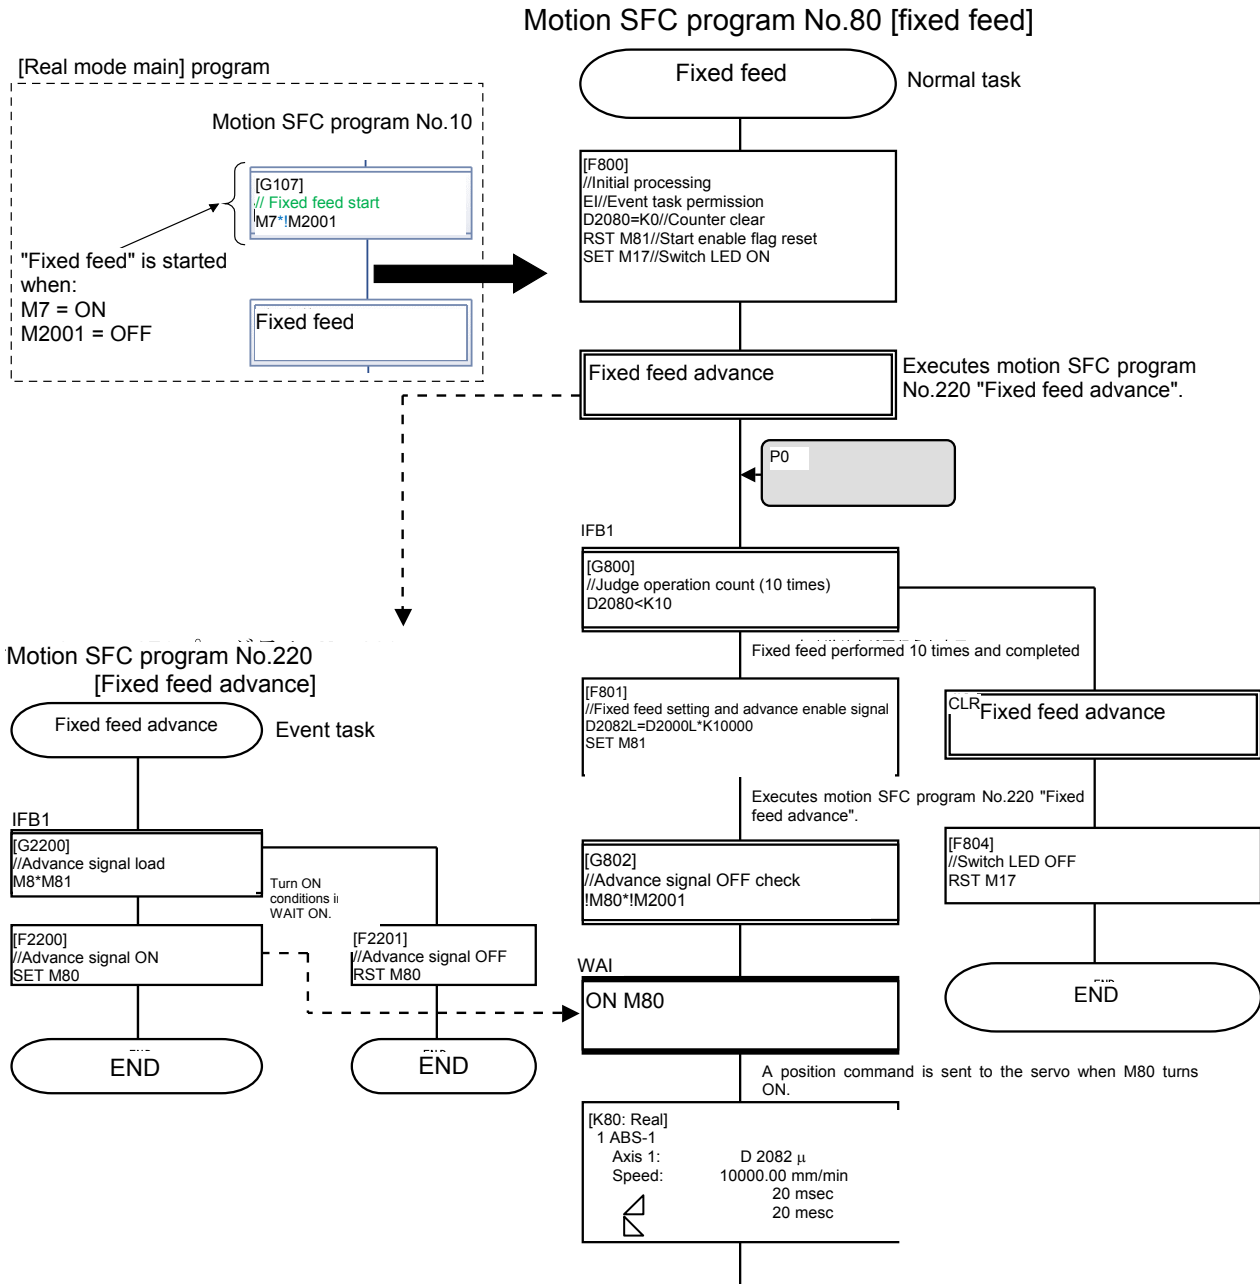 Motion SFC program No.80 [fixed feed]
[Real mode main] program
Motion SFC program No.10
[G107]
// Fixed feed start
M7*!M2001
"Fixed feed" is started
when:
M7 = ON
M2001 = OFF
Fixed feed
Fixed feed
Normal task
[F800]
//Initial processing
EI//Event task permission
D2080=K0//Counter clear
RST M81//Start enable flag reset
SET M17//Switch LED ON
Fixed feed advance
Executes motion SFC program
No.220 "Fixed feed advance".
P0
IFB1
[G800]
//Judge operation count (10 times)
D2080<K10
Fixed feed performed 10 times and completed
[F801]
//Fixed feed setting and advance enable signal
D2082L=D2000L*K10000
SET M81
CLR
Fixed feed advance
Executes motion SFC program No.220 "Fixed
feed advance".
[G802]
//Advance signal OFF check
!M80*!M2001
[F804]
//Switch LED OFF
RST M17
END
WAI
ON M80
A position command is sent to the servo when M80 turns
ON.
[K80: Real]
1 ABS-1
Axis 1: D 2082 μ
Speed: 10000.00 mm/min
20 msec
20 mesc
Motion SFC program No.220
[Fixed feed advance]
Fixed feed advance
Event task
IFB1
[G2200]
//Advance signal load
M8*M81
Turn ON
conditions
WAIT ON.
[F2200]
//Advance signal ON
SET M80
[F2201]
//Advance signal OFF
RST M80
END
END